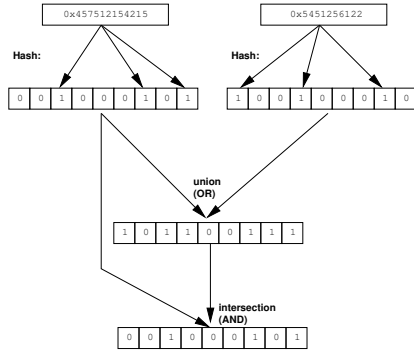 0x457512154215
0x5451256122
Hash:
Hash:
0 0 1 0 0 0 1 0 1
1 0 0 1 0 0 0 1 0
union
(OR)
1 0 1 1 0 0 1 1 1
intersection
(AND)
0 0 1 0 0 0 1 0 1